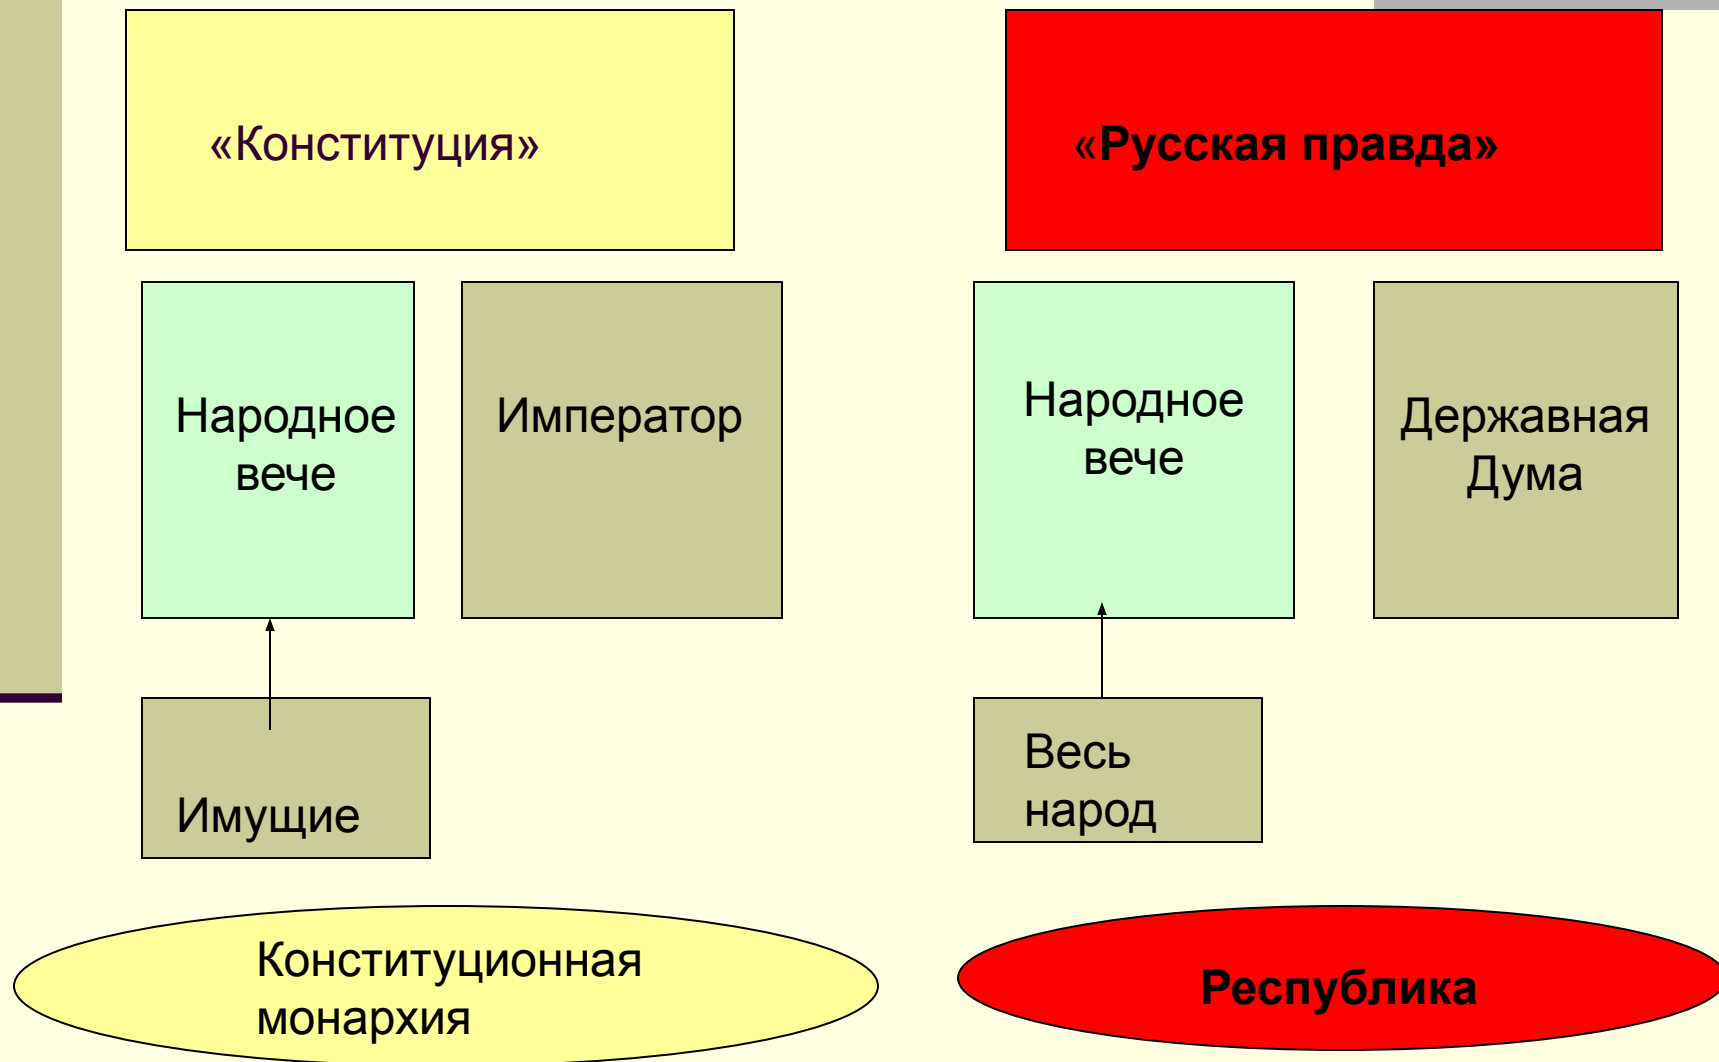 «Конституция»
«Русская правда»
Народное
вече
Император
Народное
вече
Державная
Дума
Имущие
Весь
народ
Конституционная
монархия
Республика